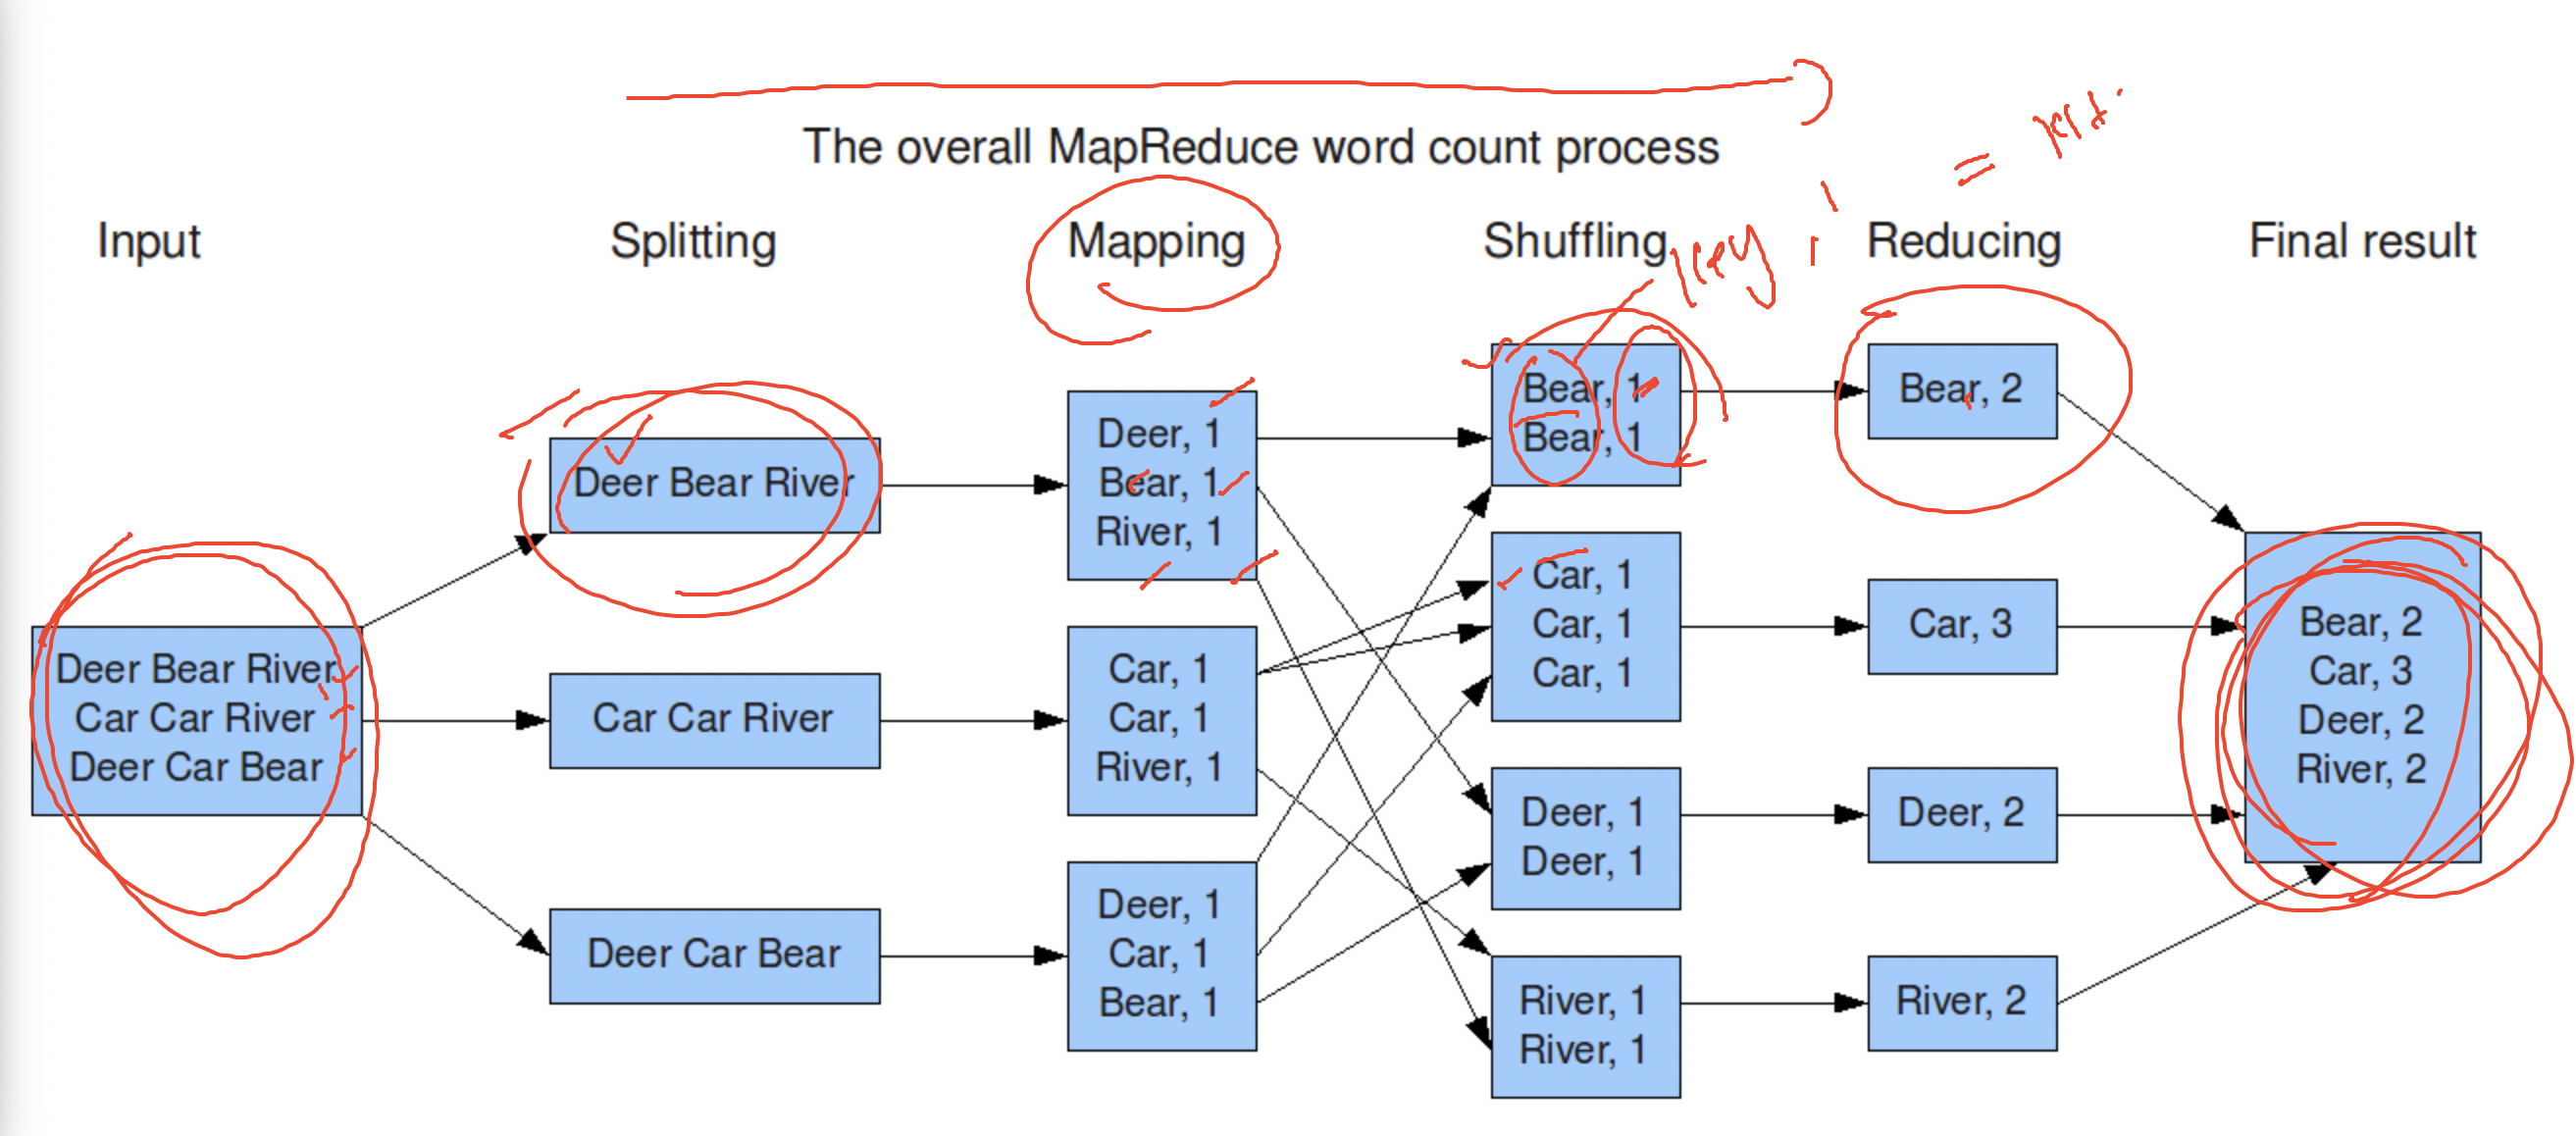 The overall MapReduce word count process
Input
Splitting
Mapping
Shuffling
Reducing
Final result
Deer Bear River
Car Car River
Deer Car Bear
Deer Bear River
Car Car River
Deer Car Bear
Deer, 1
Bear, 1
River, 1
Car, 1
Car, 1
River, 1
Deer, 1
Car, 1
Bear, 1
Bear, 1
Bear, 1
Car, 1
Car, 1
Car, 1
Deer, 1
Deer, 1
River, 1
River, 1
Bear, 2
Car, 3
Deer, 2
River, 2
Bear, 2
Car, 3
Deer, 2
River, 2
key